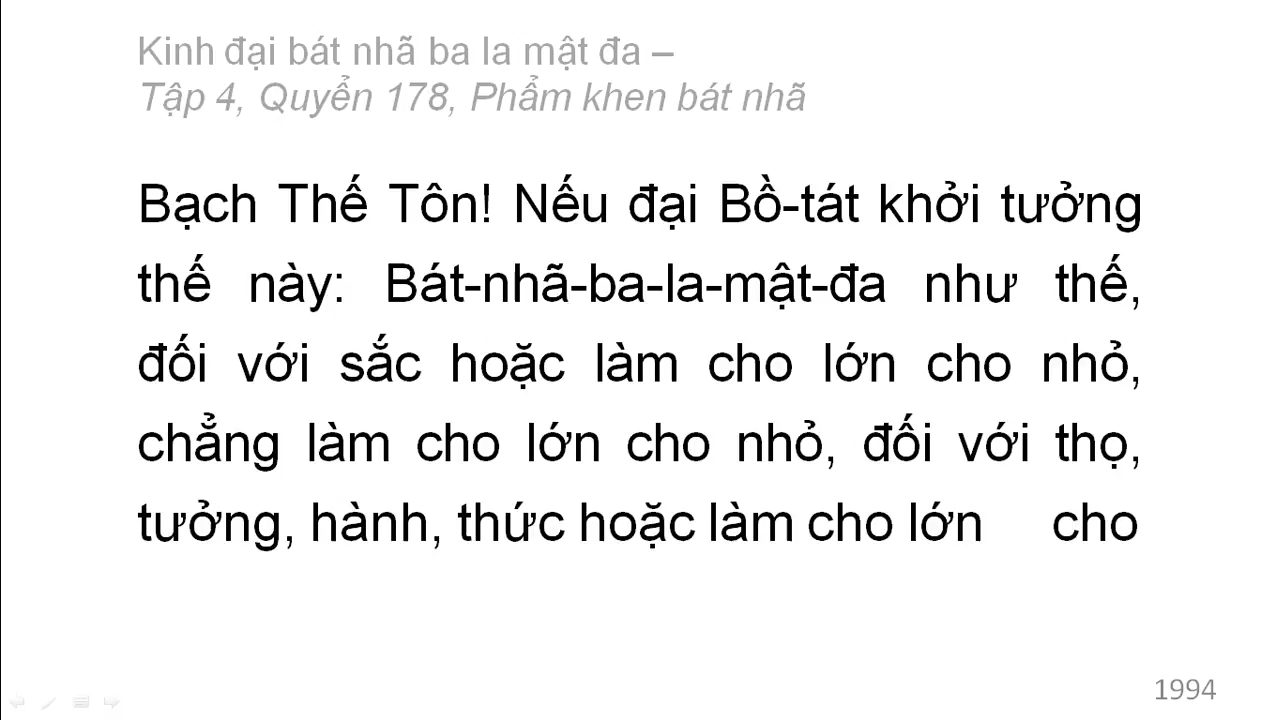 Kinh đại bát nhã ba la mật đa –
Tập 4, Quyển 178, Phẩm khen bát nhã
Bạch Thế Tôn! Nếu đại Bồ-tát khởi tưởng
thế này: Bát-nhã-ba-la-mật-đa như thế,
đối với sắc hoặc làm cho lớn cho nhỏ,
chẳng làm cho lớn cho nhỏ, đối với thọ,
tưởng, hành, thức hoặc làm cho lớn cho
1994